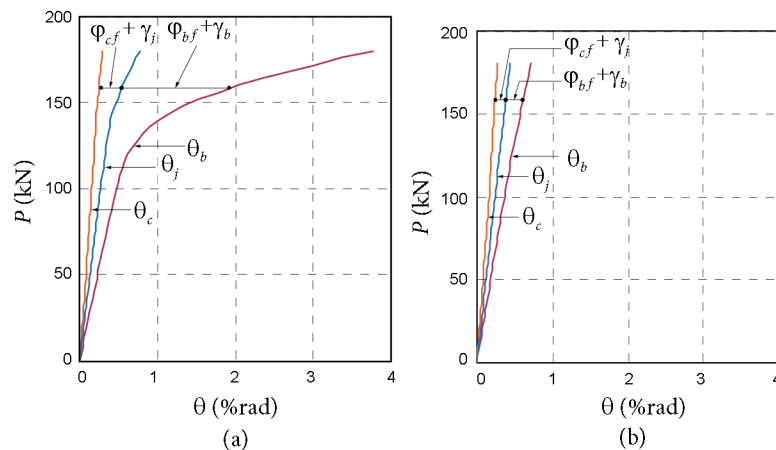 200
150
100
50
0
P (kN)
φcf + γj
φbf + γb
θb
θj
θc
0 1 2 3 4
θ (%rad)
(a)
200
150
100
50
0
P (kN)
φcf + γj
φbf + γb
θb
θj
θc
0 1 2 3 4
θ (%rad)
(b)